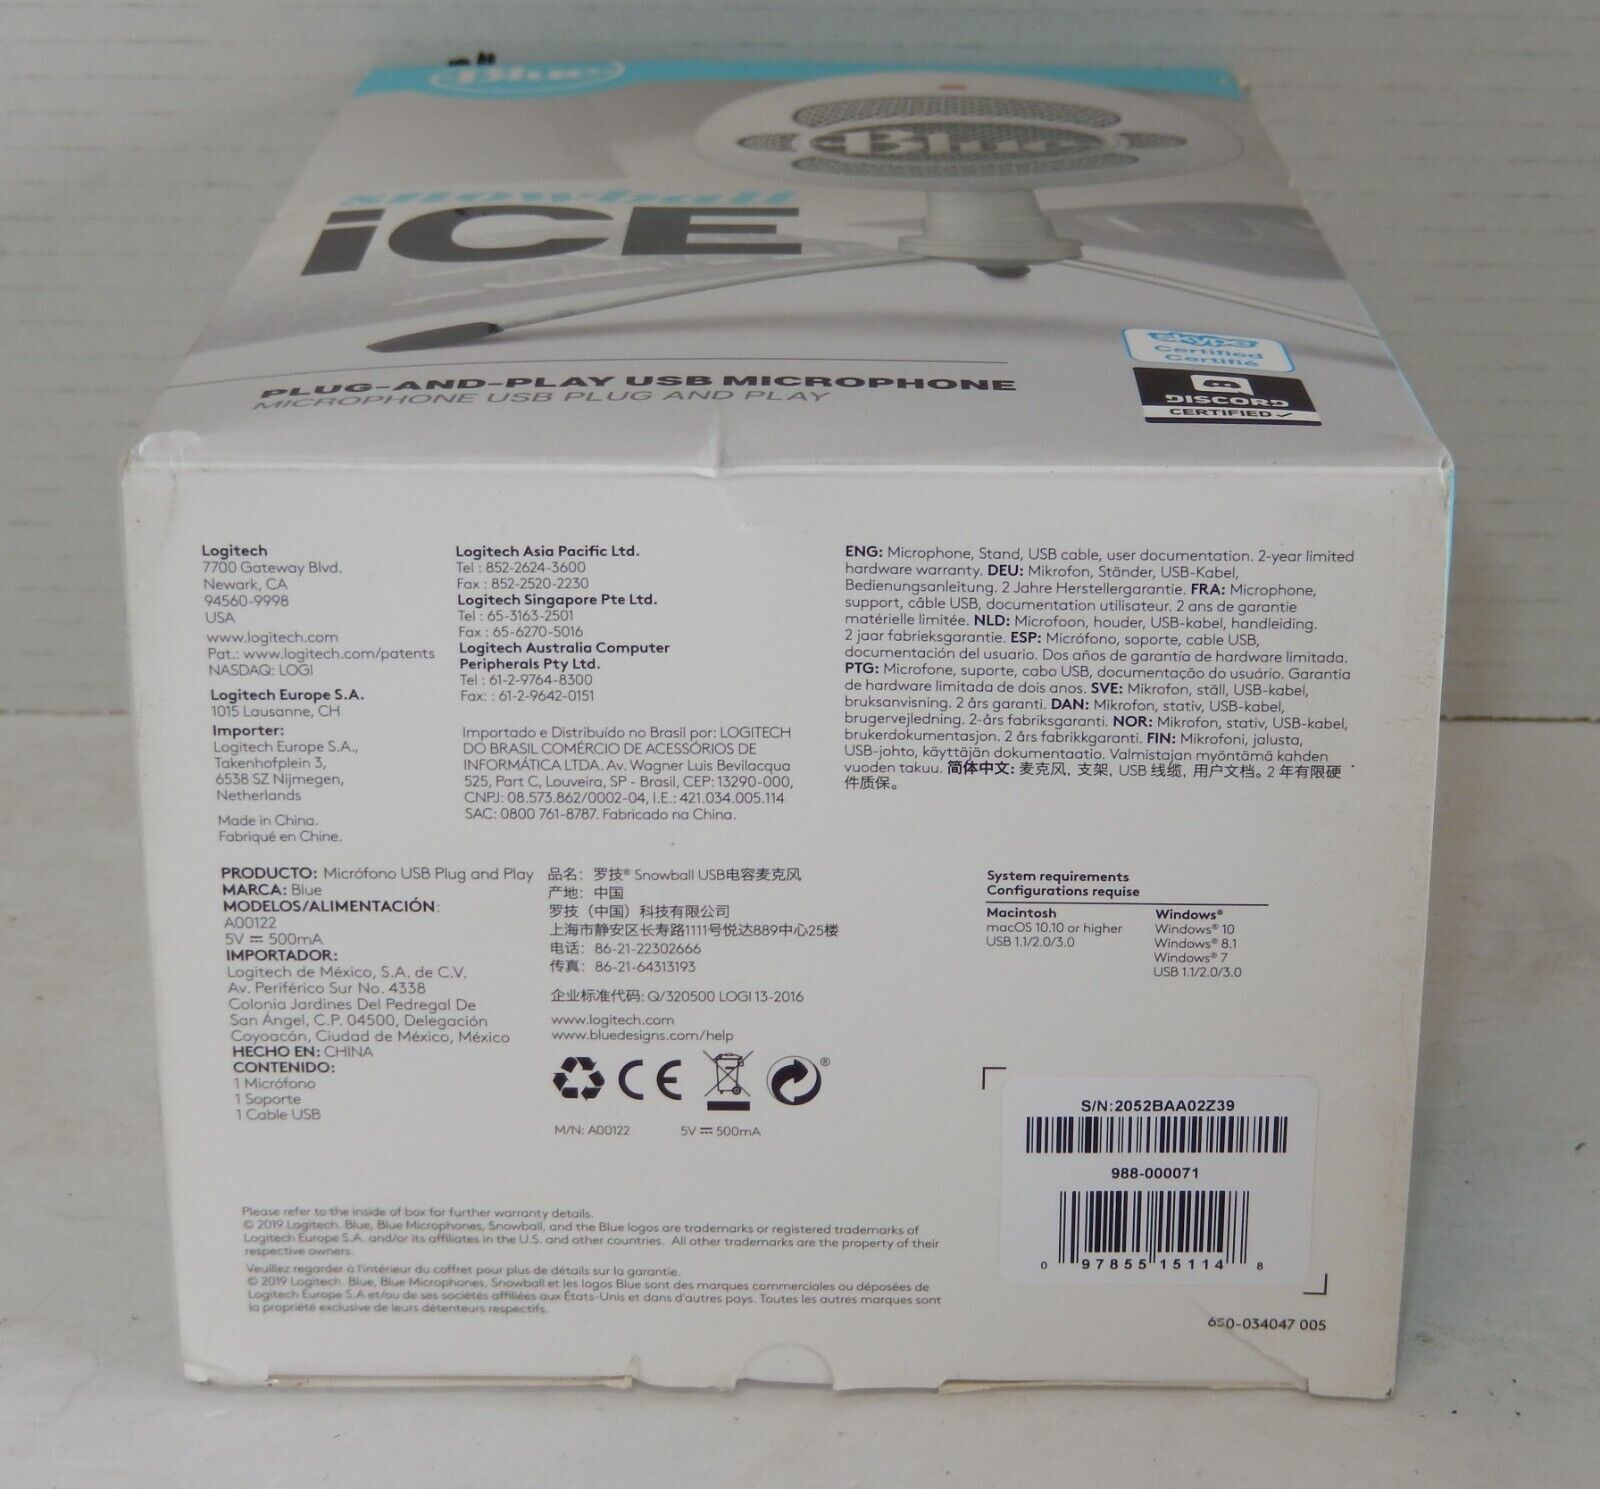 Blue
Blue
snowball
iCE
PLUG-AND-PLAY USB MICROPHONE
MICROPHONE USB PLUG AND PLAY
skype
Certified
Certifié
DISCORD
CERTIFIED ✓
Logitech
7700 Gateway Blvd.
Newark, CA
94560-9998
USA
www.logitech.com
Pat.: www.logitech.com/patents
NASDAQ: LOGI
Logitech Europe S.A.
1015 Lausanne, CH
Importer:
Logitech Europe S.A.,
Takenhofplein 3,
6538 SZ Nijmegen,
Netherlands
Made in China.
Fabriqué en Chine.
Logitech Asia Pacific Ltd.
Tel : 852-2624-3600
Fax : 852-2520-2230
Logitech Singapore Pte Ltd.
Tel : 65-3163-2501
Fax : 65-6270-5016
Logitech Australia Computer
Peripherals Pty Ltd.
Tel : 61-2-9764-8300
Fax: : 61-2-9642-0151
Importado e Distribuído no Brasil por: LOGITECH
DO BRASIL COMÉRCIO DE ACESSÓRIOS DE
INFORMÁTICA LTDA. Av. Wagner Luis Bevilacqua
525, Part C, Louveira, SP - Brasil, CEP: 13290-000,
CNPJ: 08.573.862/0002-04, I.E.: 421.034.005.114
SAC: 0800 761-8787. Fabricado na China.
ENG: Microphone, Stand, USB cable, user documentation. 2-year limited
hardware warranty. DEU: Mikrofon, Ständer, USB-Kabel,
Bedienungsanleitung. 2 Jahre Herstellergarantie. FRA: Microphone,
support, câble USB, documentation utilisateur. 2 ans de garantie
matérielle limitée. NLD: Microfoon, houder, USB-kabel, handleiding.
2 jaar fabrieksgarantie. ESP: Micrófono, soporte, cable USB,
documentación del usuario. Dos años de garantía de hardware limitada.
PTG: Microfone, suporte, cabo USB, documentação do usuário. Garantia
de hardware limitada de dois anos. SVE: Mikrofon, ställ, USB-kabel,
bruksanvisning. 2 års garanti. DAN: Mikrofon, stativ, USB-kabel,
brugervejledning. 2-års fabriksgaranti. NOR: Mikrofon, stativ, USB-kabel,
brukerdokumentasjon. 2 års fabrikkgaranti. FIN: Mikrofoni, jalusta,
USB-johto, käyttäjän dokumentaatio. Valmistajan myöntämä kahden
vuoden takuu. 简体中文: 麦克风, 支架, USB 线缆, 用户文档。2 年有限硬
件质保。
PRODUCTO: Micrófono USB Plug and Play
MARCA: Blue
MODELOS/ALIMENTACIÓN:
A00122
5V ⎓ 500mA
IMPORTADOR:
Logitech de México, S.A. de C.V.
Av. Periférico Sur No. 4338
Colonia Jardines Del Pedregal De
San Ángel, C.P. 04500, Delegación
Coyoacán, Ciudad de México, México
HECHO EN: CHINA
CONTENIDO:
1 Micrófono
1 Soporte
1 Cable USB
品名: 罗技® Snowball USB电容麦克风
产地: 中国
罗技 (中国) 科技有限公司
上海市静安区长寿路1111号悦达889中心25楼
电话: 86-21-22302666
传真: 86-21-64313193
企业标准代码: Q/320500 LOGI 13-2016
www.logitech.com
www.bluedesigns.com/help
CE
®
M/N: A00122 5V ⎓ 500mA
System requirements
Configurations requise
Macintosh
macOS 10.10 or higher
USB 1.1/2.0/3.0
Windows®
Windows® 10
Windows® 8.1
Windows® 7
USB 1.1/2.0/3.0
S/N:2052BAA02Z39
988-000071
0 97855 15114 8
650-034047 005
Please refer to the inside of box for further warranty details.
© 2019 Logitech. Blue, Blue Microphones, Snowball, and the Blue logos are trademarks or registered trademarks of
Logitech Europe S.A. and/or its affiliates in the U.S. and other countries. All other trademarks are the property of their
respective owners.
Veuillez regarder à l'intérieur du coffret pour plus de détails sur la garantie.
© 2019 Logitech. Blue, Blue Microphones, Snowball et les logos Blue sont des marques commerciales ou déposées de
Logitech Europe S.A et/ou de ses sociétés affiliées aux États-Unis et dans d'autres pays. Toutes les autres marques sont
la propriété exclusive de leurs détenteurs respectifs.